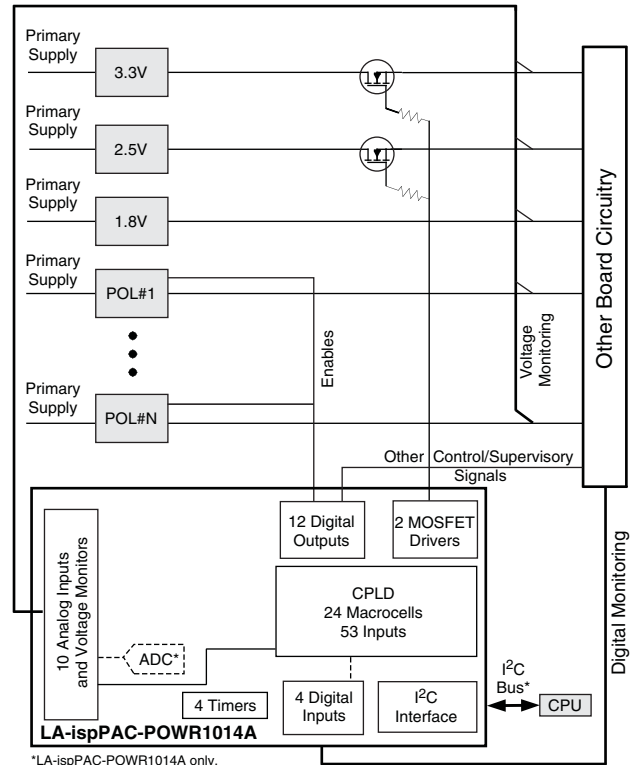 Primary
Supply
3.3V
Primary
Supply
2.5V
Primary
Supply
1.8V
Primary
Supply
POL#1
Primary
Supply
POL#N
Enables
Voltage
Monitoring
Other Board Circuitry
Other Control/Supervisory
Signals
12 Digital
Outputs
2 MOSFET
Drivers
10 Analog Inputs
and Voltage Monitors
CPLD
24 Macrocells
53 Inputs
ADC*
4 Timers
4 Digital
Inputs
I2C
Interface
I2C
Bus*
CPU
Digital Monitoring
LA-ispPAC-POWR1014A
*LA-ispPAC-POWR1014A only.